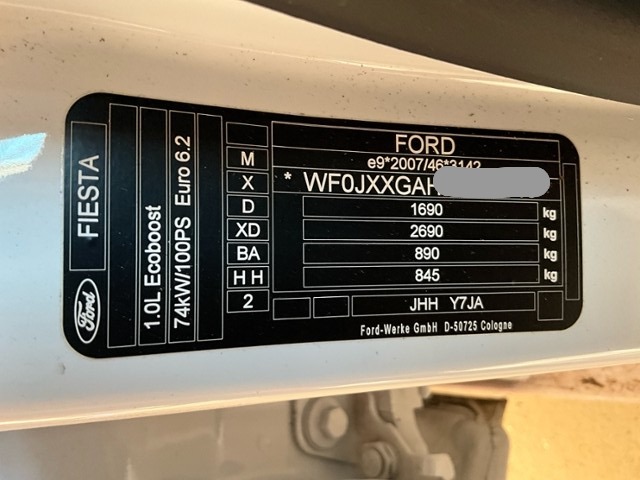 FORD
e9*2007/46*3142
* WF0JXXGAH
1690 kg
2690 kg
890 kg
845 kg
JHH Y7JA
Ford-Werke GmbH D-50725 Cologne
M
X
D
XD
BA
H H
2
FIESTA
Ford
1.0L Ecoboost
74kW/100PS Euro 6.2